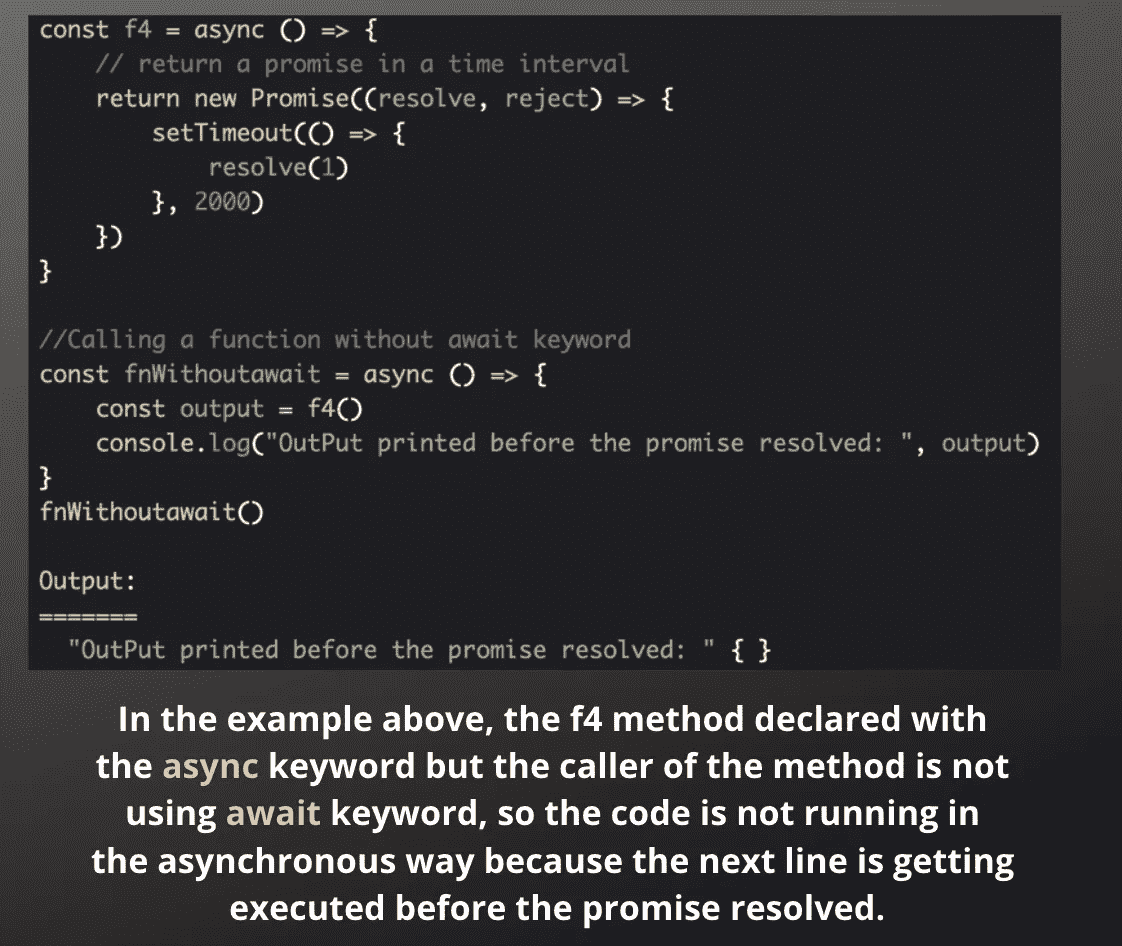 const f4 = async () => {
    // return a promise in a time interval
    return new Promise((resolve, reject) => {
        setTimeout(() => {
            resolve(1)
        }, 2000)
    })
}

//Calling a function without await keyword
const fnWithoutawait = async () => {
    const output = f4()
    console.log("OutPut printed before the promise resolved: ", output)
}
fnWithoutawait()

Output:
=======
  "OutPut printed before the promise resolved: " { }
In the example above, the f4 method declared with
the async keyword but the caller of the method is not
using await keyword, so the code is not running in
the asynchronous way because the next line is getting
executed before the promise resolved.